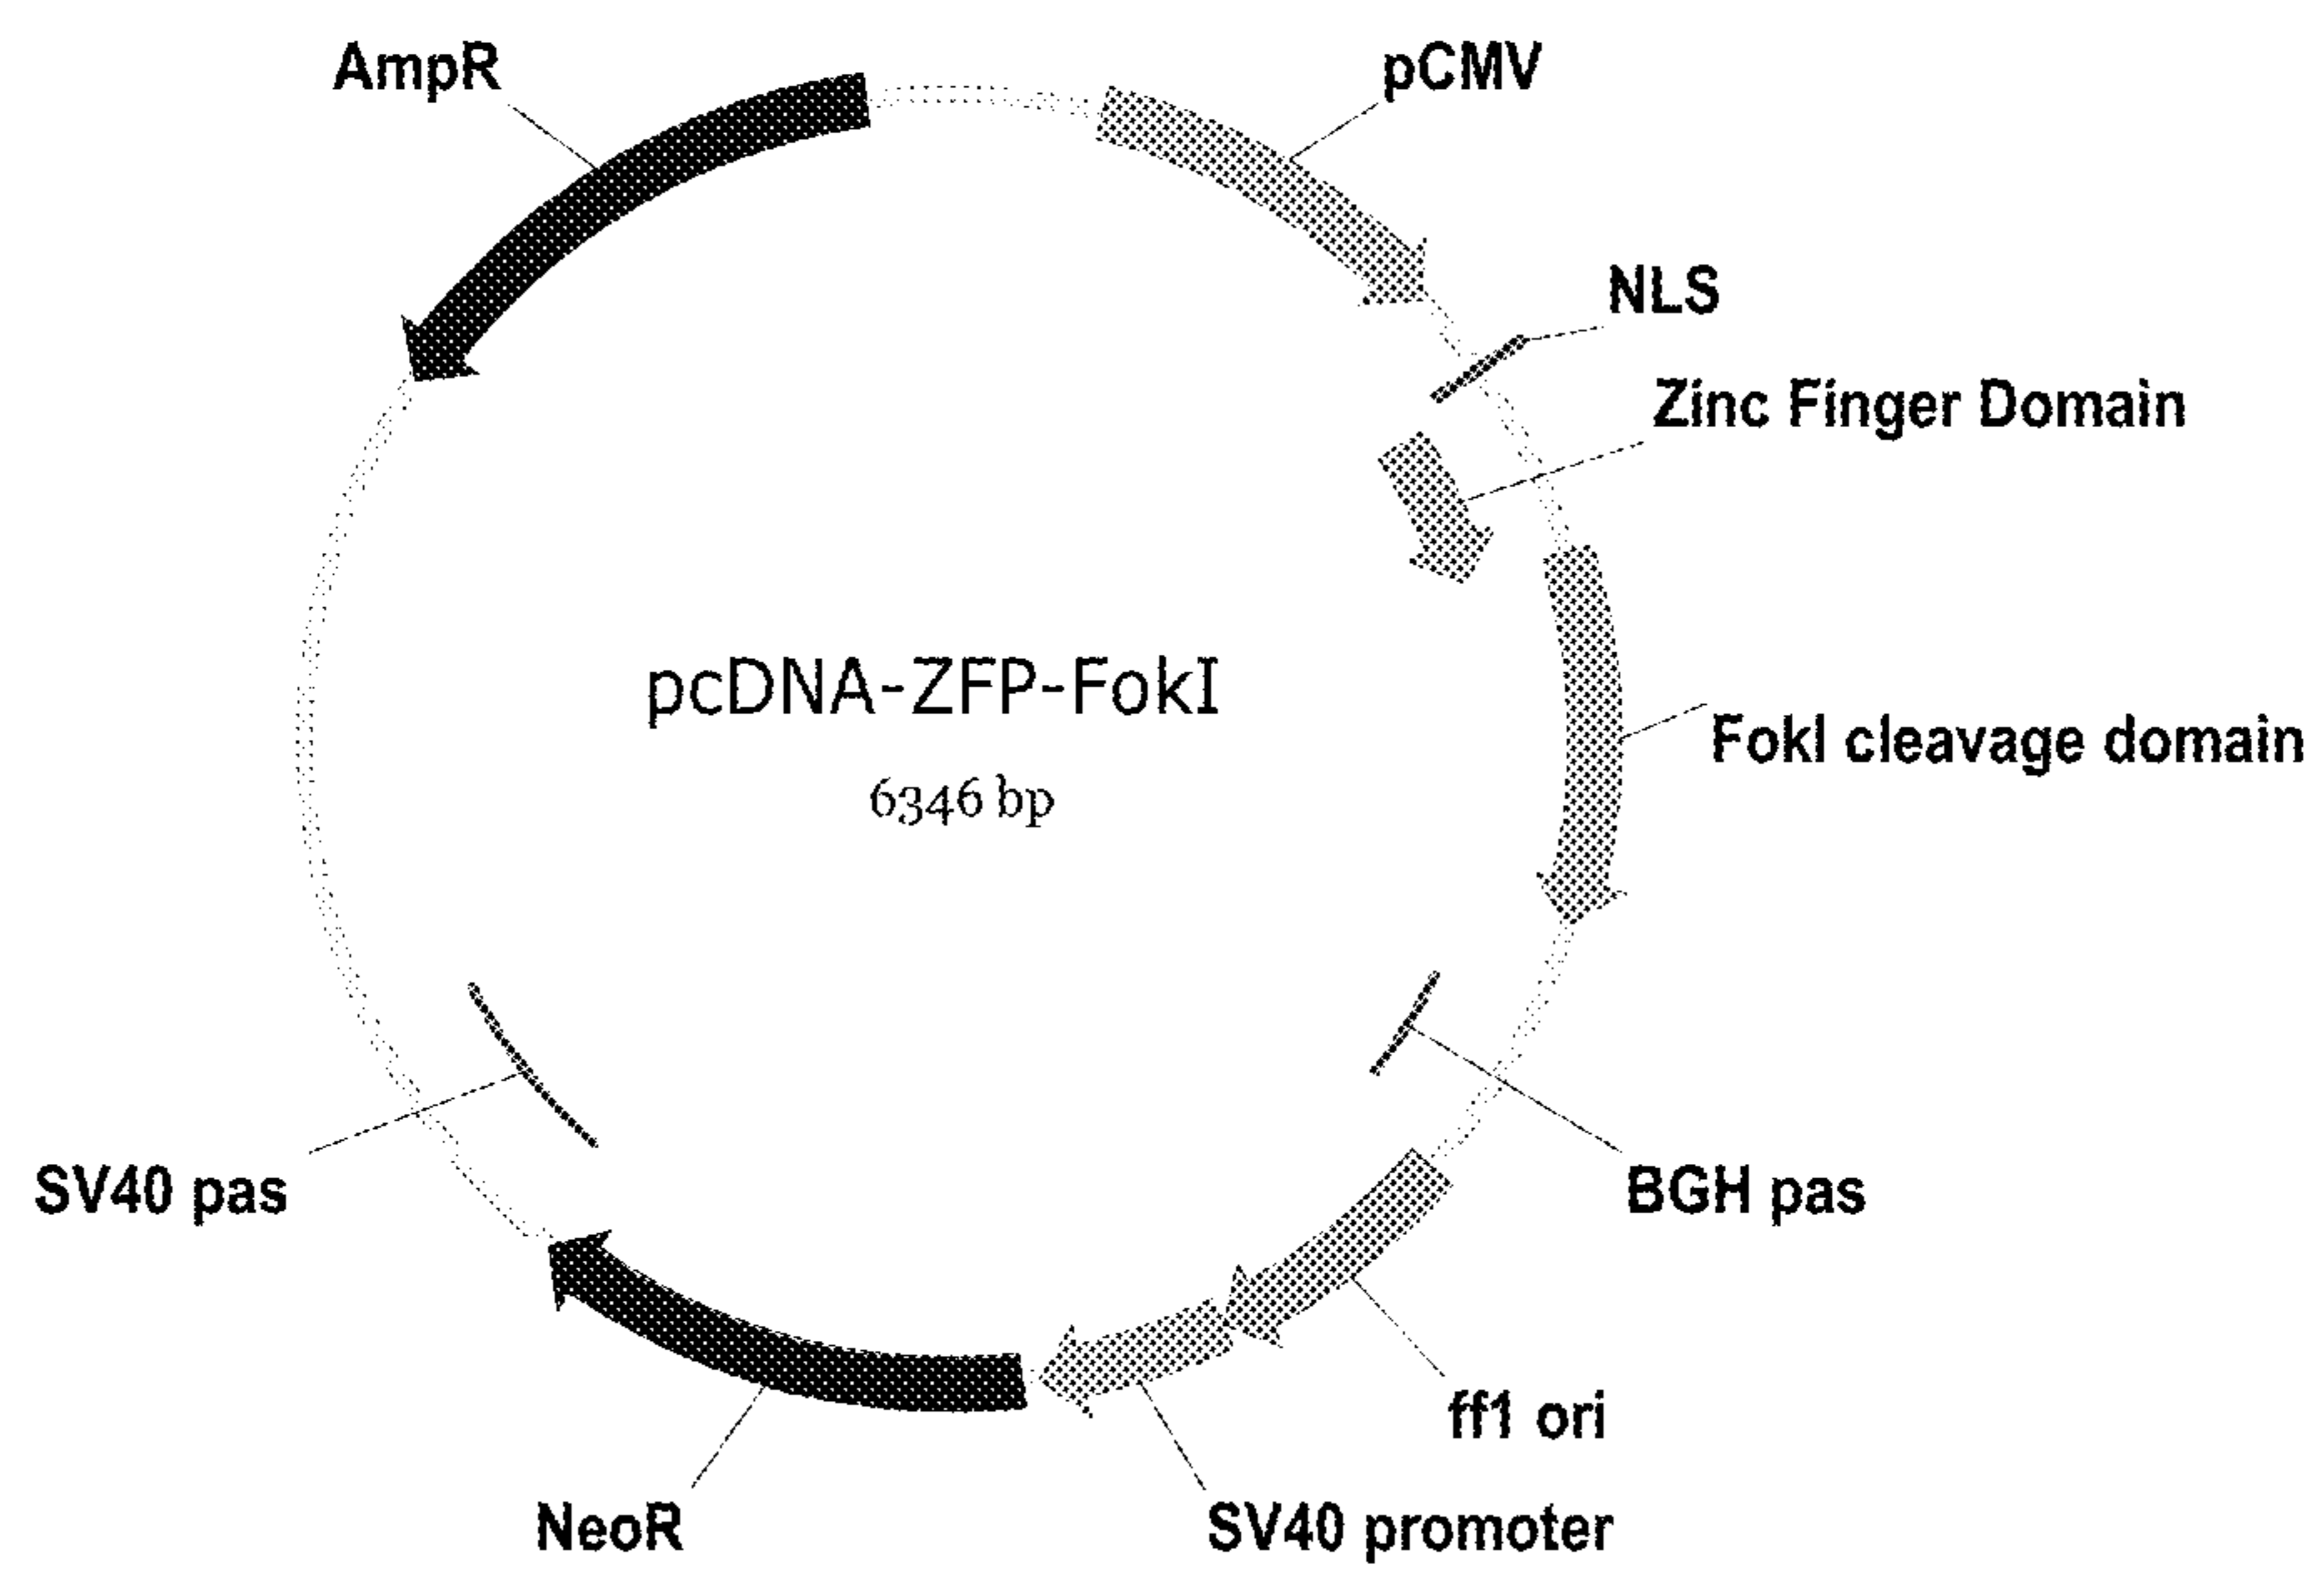 AmpR
pCMV
NLS
Zinc Finger Domain
pcDNA-ZFP-FokI
6346 bp
FokI cleavage domain
SV40 pas
BGH pas
ff1 ori
NeoR
SV40 promoter